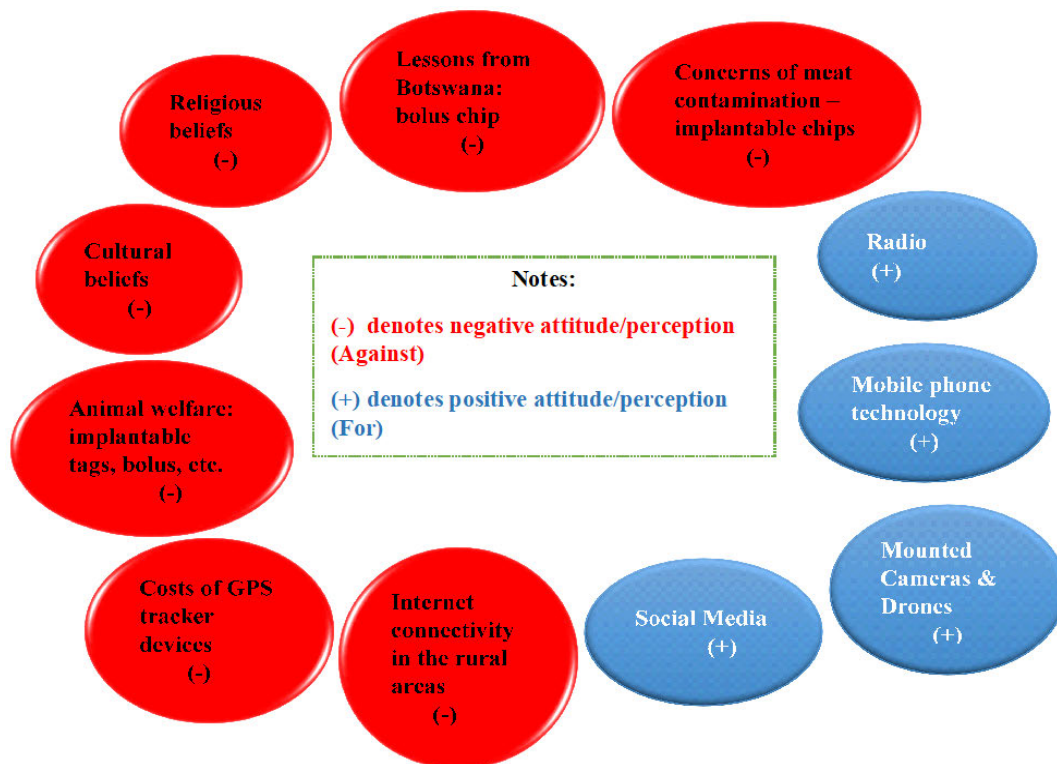 Lessons from
Botswana:
bolus chip
(-)
Concerns of meat
contamination –
implantable chips
(-)
Religious
beliefs
(-)
Radio
(+)
Cultural
beliefs
(-)
Notes:
(-) denotes negative attitude/perception
(Against)
(+) denotes positive attitude/perception
(For)
Mobile phone
technology
(+)
Animal welfare:
implantable
tags, bolus, etc.
(-)
Mounted
Cameras &
Drones
(+)
Costs of GPS
tracker
devices
(-)
Internet
connectivity
in the rural
areas
(-)
Social Media
(+)